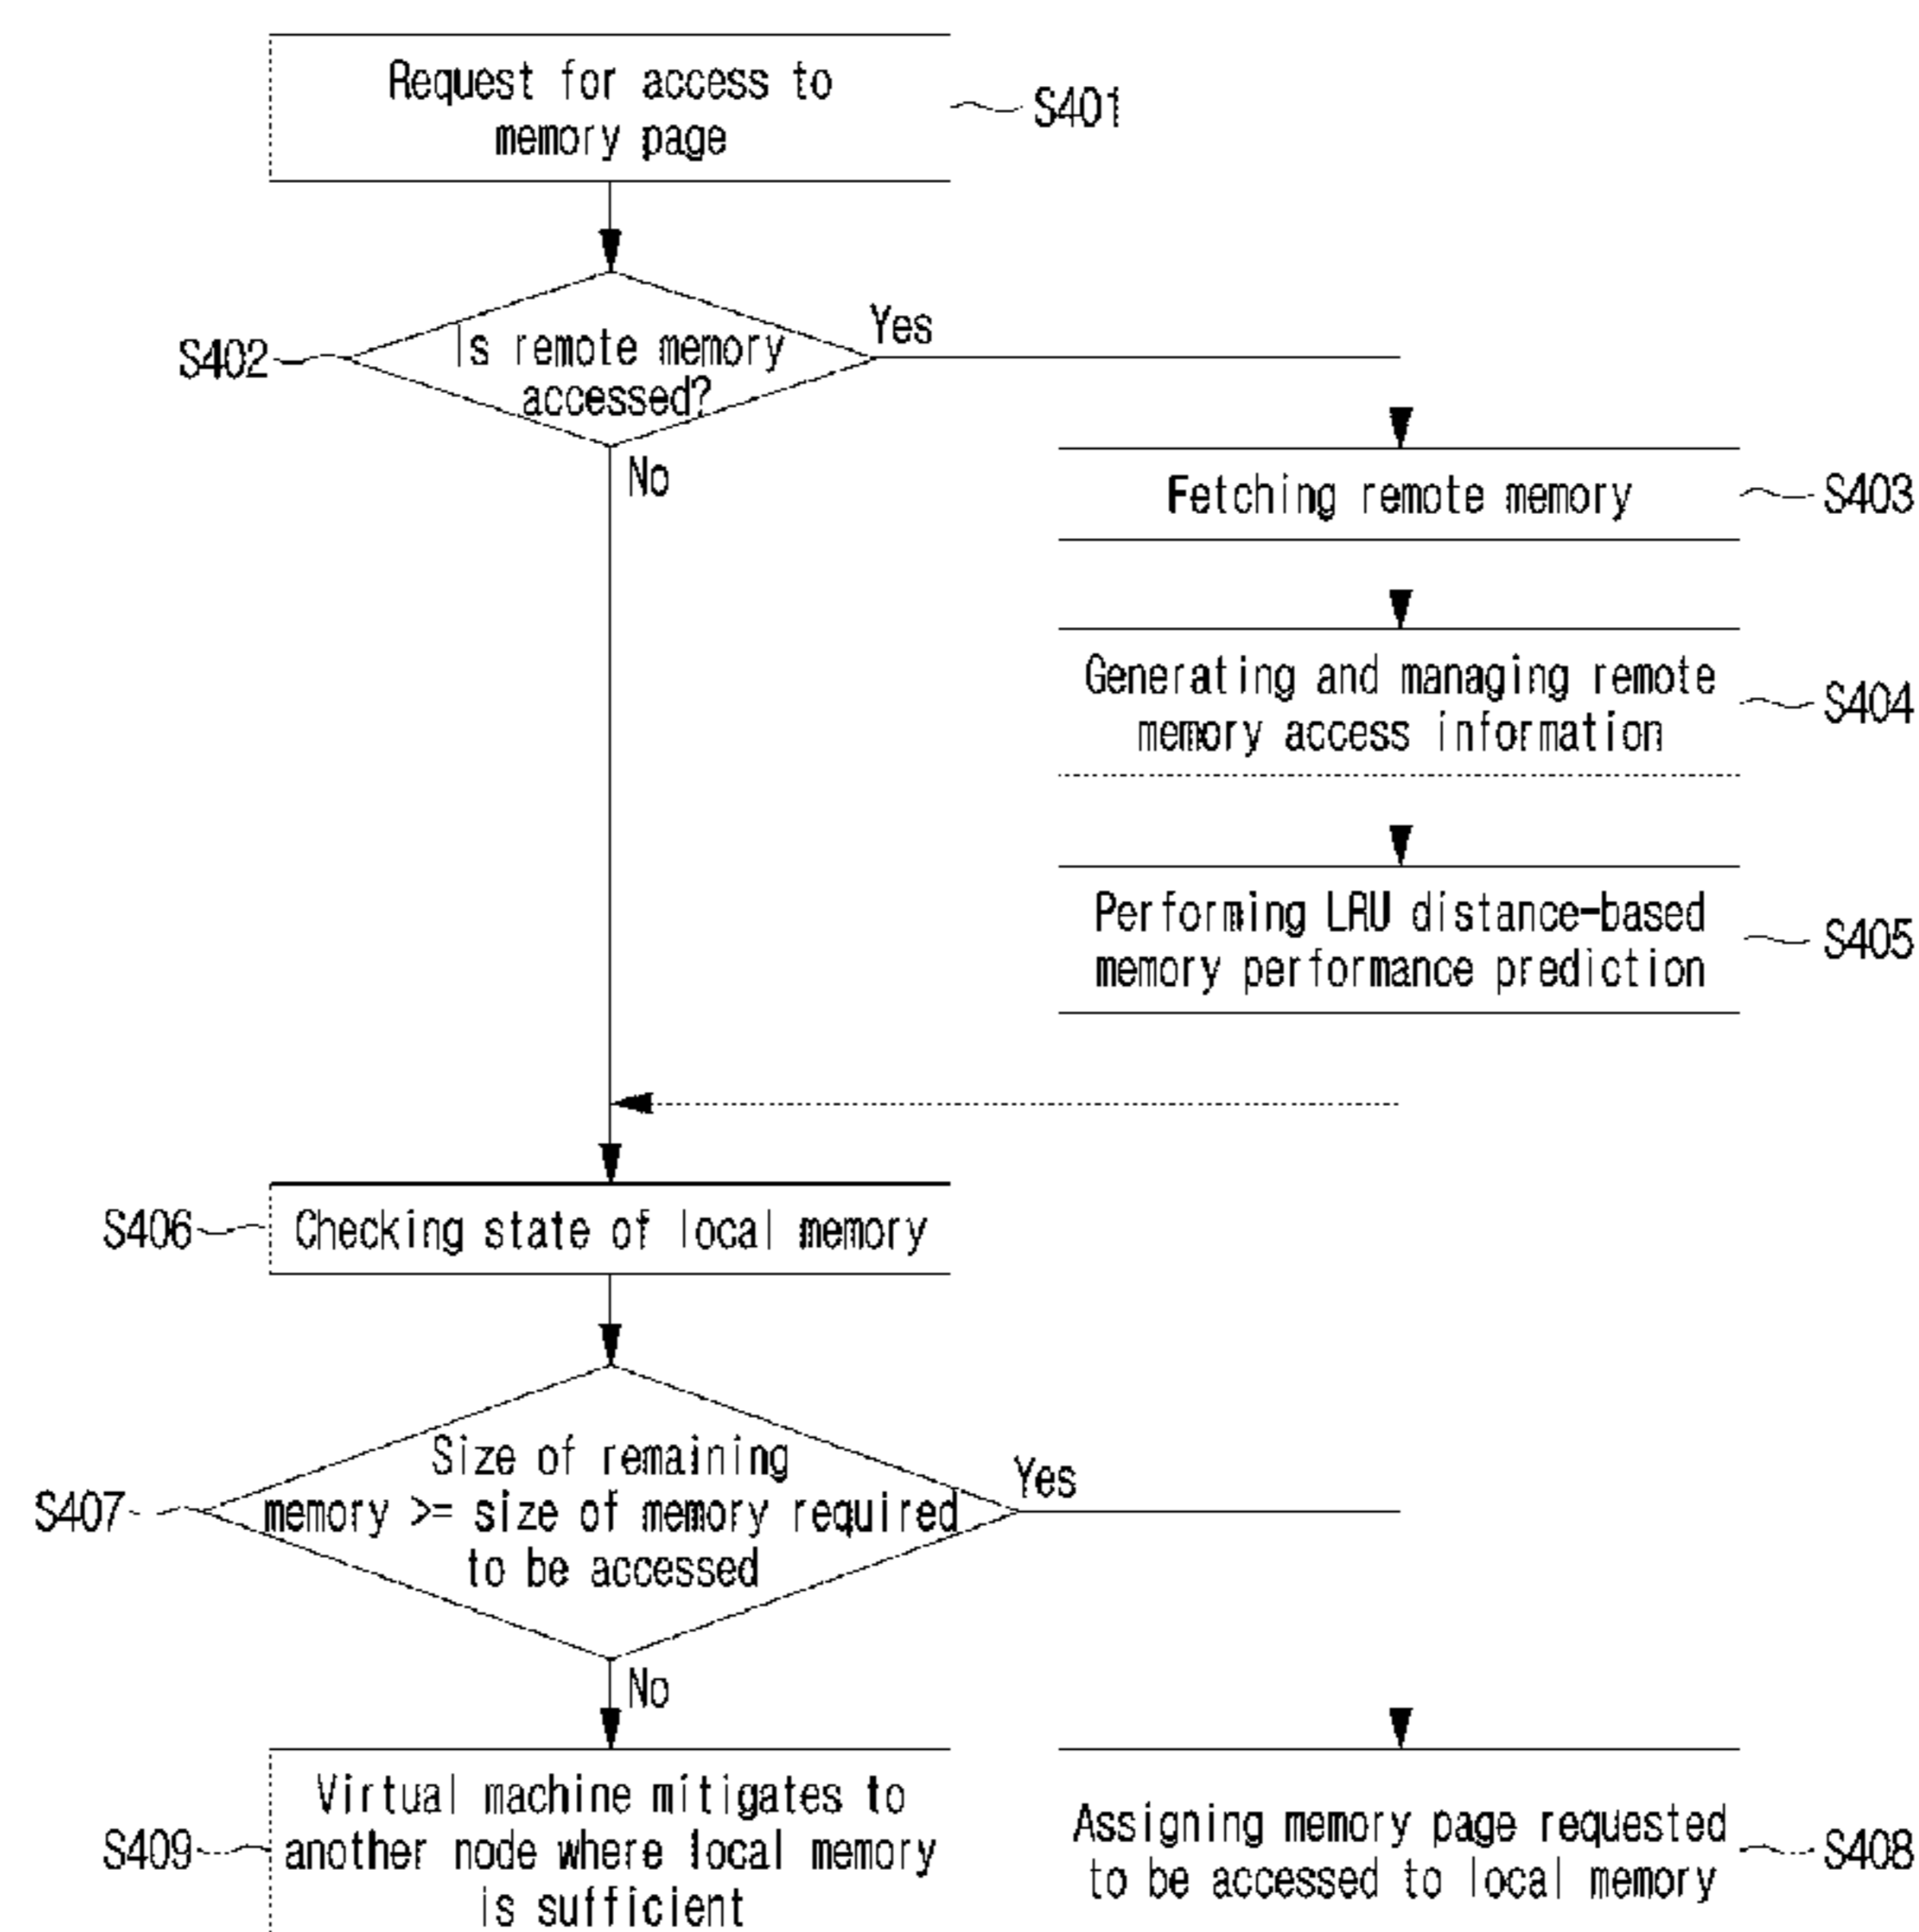 Request for access to
memory page
S401
S402
Is remote memory
accessed?
Yes
No
Fetching remote memory
S403
Generating and managing remote
memory access information
S404
Performing LRU distance-based
memory performance prediction
S405
S406
Checking state of local memory
S407
Size of remaining
memory >= size of memory required
to be accessed
Yes
No
S409
Virtual machine mitigates to
another node where local memory
is sufficient
Assigning memory page requested
to be accessed to local memory
S408